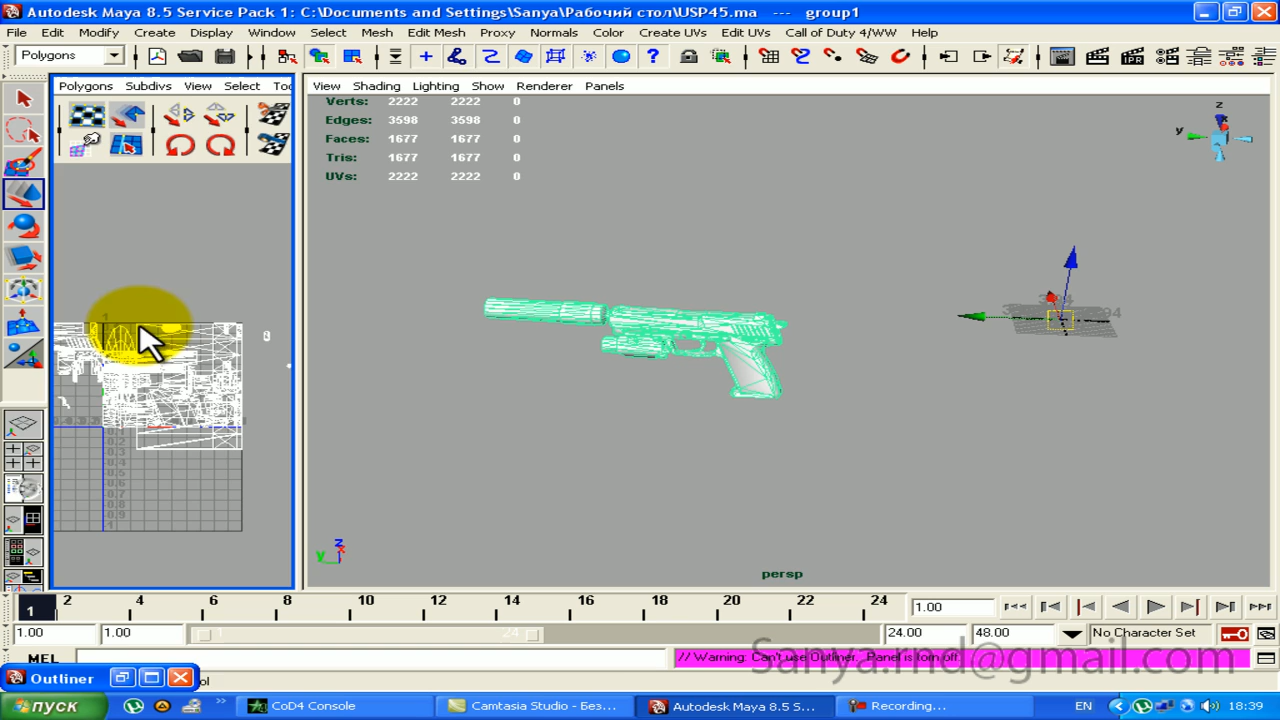 Autodesk Maya 8.5 Service Pack 1: C:\Documents and Settings\Sanya\Рабочий стол\USP45.ma --- group1
File Edit Modify Create Display Window Select Mesh Edit Mesh Proxy Normals Color Create UVs Edit UVs Call of Duty 4/WW Help
Polygons
IPR
Polygons Subdivs View Select Too
View Shading Lighting Show Renderer Panels
Verts: 2222 2222 0
Edges: 3598 3598 0
Faces: 1677 1677 0
Tris: 1677 1677 0
UVs: 2222 2222 0
z
y
z
y
persp
1 2 4 6 8 10 12 14 16 18 20 22 24
1.00
1.00 1.00 1 24 24.00 48.00 No Character Set
MEL // Warning: Can't use Outliner. Panel is torn off.
Sanya.rnd@gmail.com
Outliner
пуск CoD4 Console Camtasia Studio - Без... Autodesk Maya 8.5 S... Recording... EN 18:39